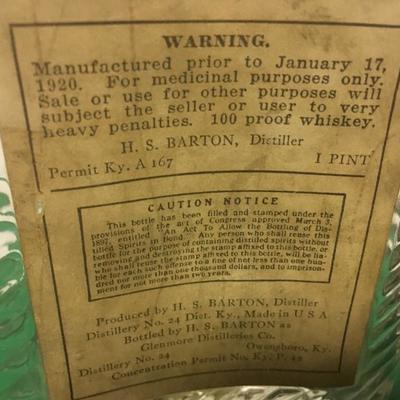 WARNING.
Manufactured prior to January 17,
1920. For medicinal purposes only.
Sale or use for other purposes will
subject the seller or user to very
heavy penalties. 100 proof whiskey.
H. S. BARTON, Distiller
Permit Ky. A 167 1 PINT
CAUTION NOTICE
This bottle has been filled and stamped under the
provisions of the act of Congress approved March 3,
1897, entitled "An Act To Allow the Bottling of Dis-
tilled Spirits in Bond." Any person who shall reuse this
bottle for the purpose of containing distilled spirits without
removing and destroying the stamp affixed to this bottle, or
who shall reuse the stamp affixed to this bottle, will be lia-
ble for each such offense to a fine of not less than one hun-
dred nor more than one thousand dollars, and to imprison-
ment for not more than two years.
Produced by H. S. BARTON, Distiller
Distillery No. 24 Dist. Ky., Made in U S A
Bottled by H. S. BARTON as
Glenmore Distilleries Co.
Distillery No. 24 Owensboro, Ky.
Concentration Permit No. Ky. P. 42